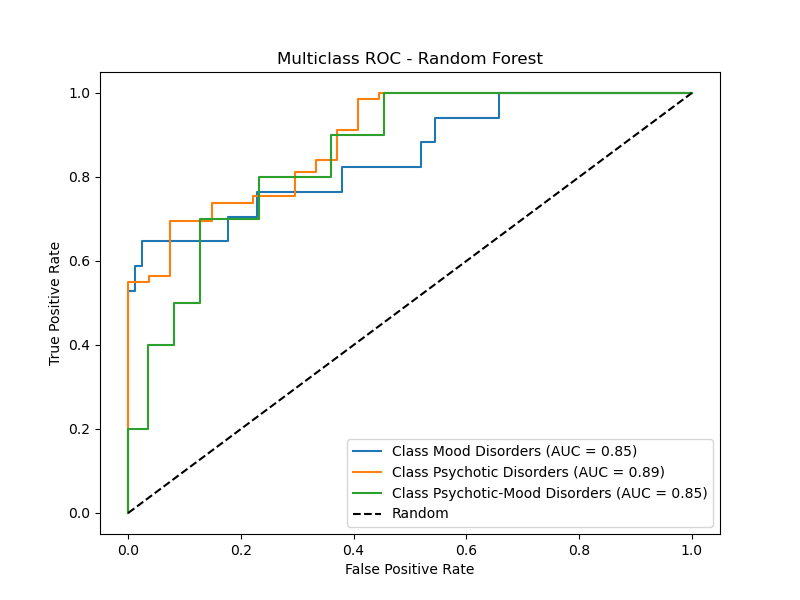 Multiclass ROC - Random Forest
True Positive Rate
1.0
0.8
0.6
0.4
0.2
0.0
Class Mood Disorders (AUC = 0.85)
Class Psychotic Disorders (AUC = 0.89)
Class Psychotic-Mood Disorders (AUC = 0.85)
Random
0.0 0.2 0.4 0.6 0.8 1.0
False Positive Rate